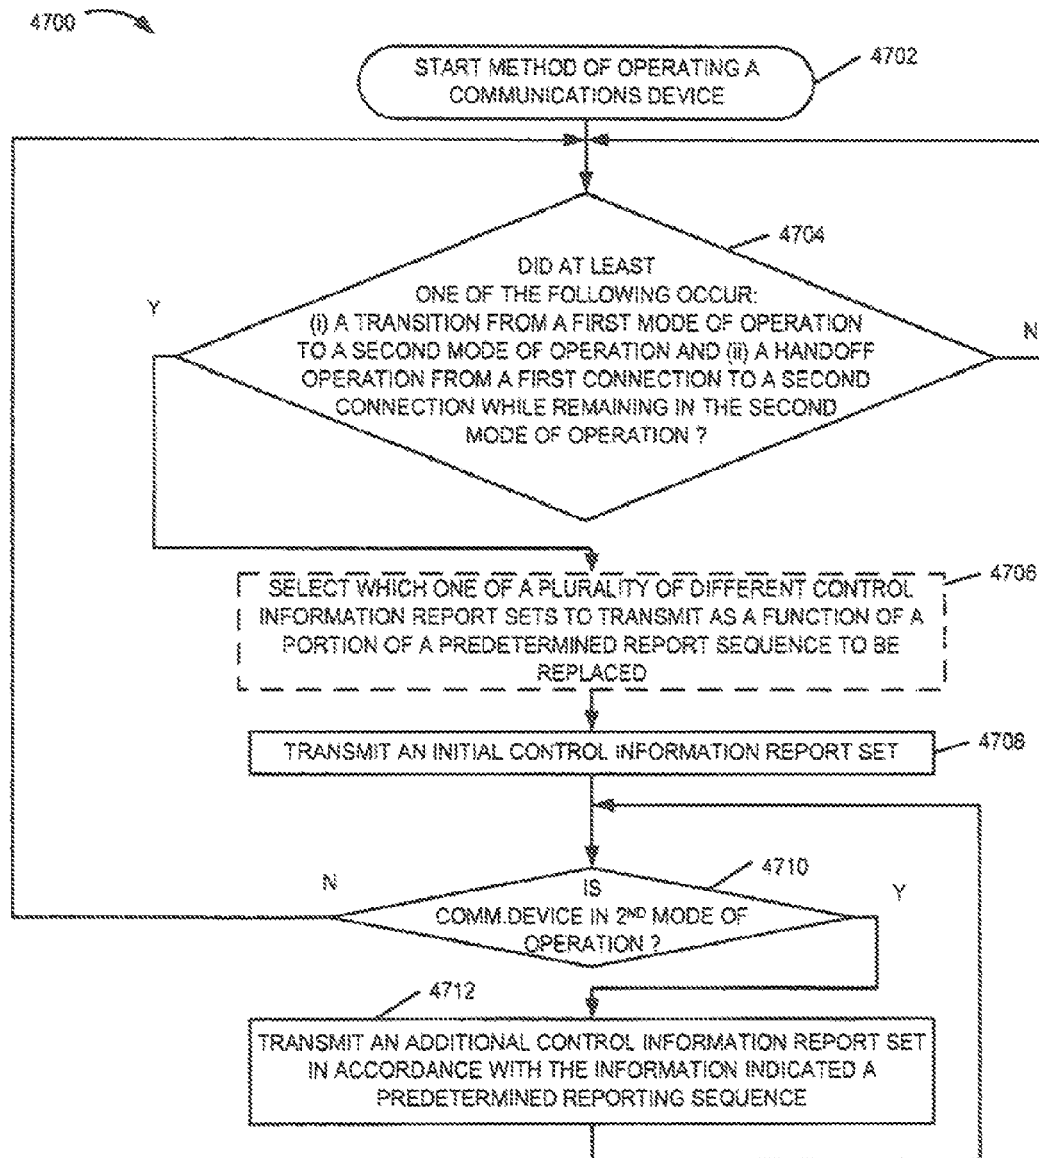 4700
START METHOD OF OPERATING A
COMMUNICATIONS DEVICE
4702
4704
DID AT LEAST
ONE OF THE FOLLOWING OCCUR:
(i) A TRANSITION FROM A FIRST MODE OF OPERATION
TO A SECOND MODE OF OPERATION AND (ii) A HANDOFF
OPERATION FROM A FIRST CONNECTION TO A SECOND
CONNECTION WHILE REMAINING IN THE SECOND
MODE OF OPERATION ?
Y
N
SELECT WHICH ONE OF A PLURALITY OF DIFFERENT CONTROL
INFORMATION REPORT SETS TO TRANSMIT AS A FUNCTION OF A
PORTION OF A PREDETERMINED REPORT SEQUENCE TO BE
REPLACED
4706
TRANSMIT AN INITIAL CONTROL INFORMATION REPORT SET
4708
4710
N
IS
COMM.DEVICE IN 2ND MODE OF
OPERATION ?
Y
4712
TRANSMIT AN ADDITIONAL CONTROL INFORMATION REPORT SET
IN ACCORDANCE WITH THE INFORMATION INDICATED A
PREDETERMINED REPORTING SEQUENCE